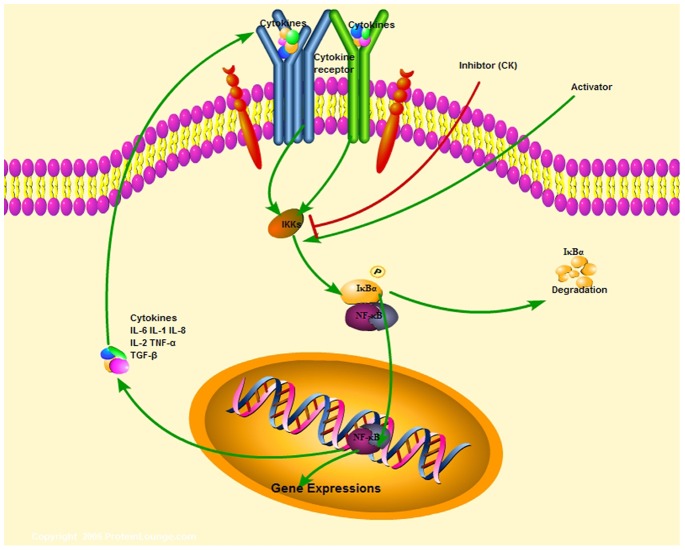 Cytokines
Cytokines
Cytokine
receptor
Inhibtor (CK)
Activator
IKKs
P
IκBα
NF-κB
IκBα
Degradation
Cytokines
IL-6 IL-1 IL-8
IL-2 TNF-α
TGF-β
NF-κB
Gene Expressions